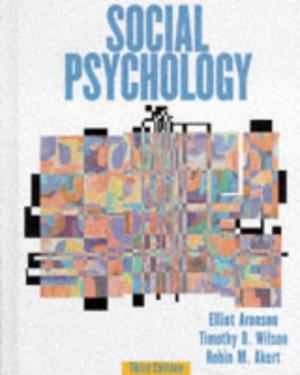 SOCIAL
PSYCHOLOGY
Elliot Aronson
Timothy D. Wilson
Robin M. Akert
Third Edition